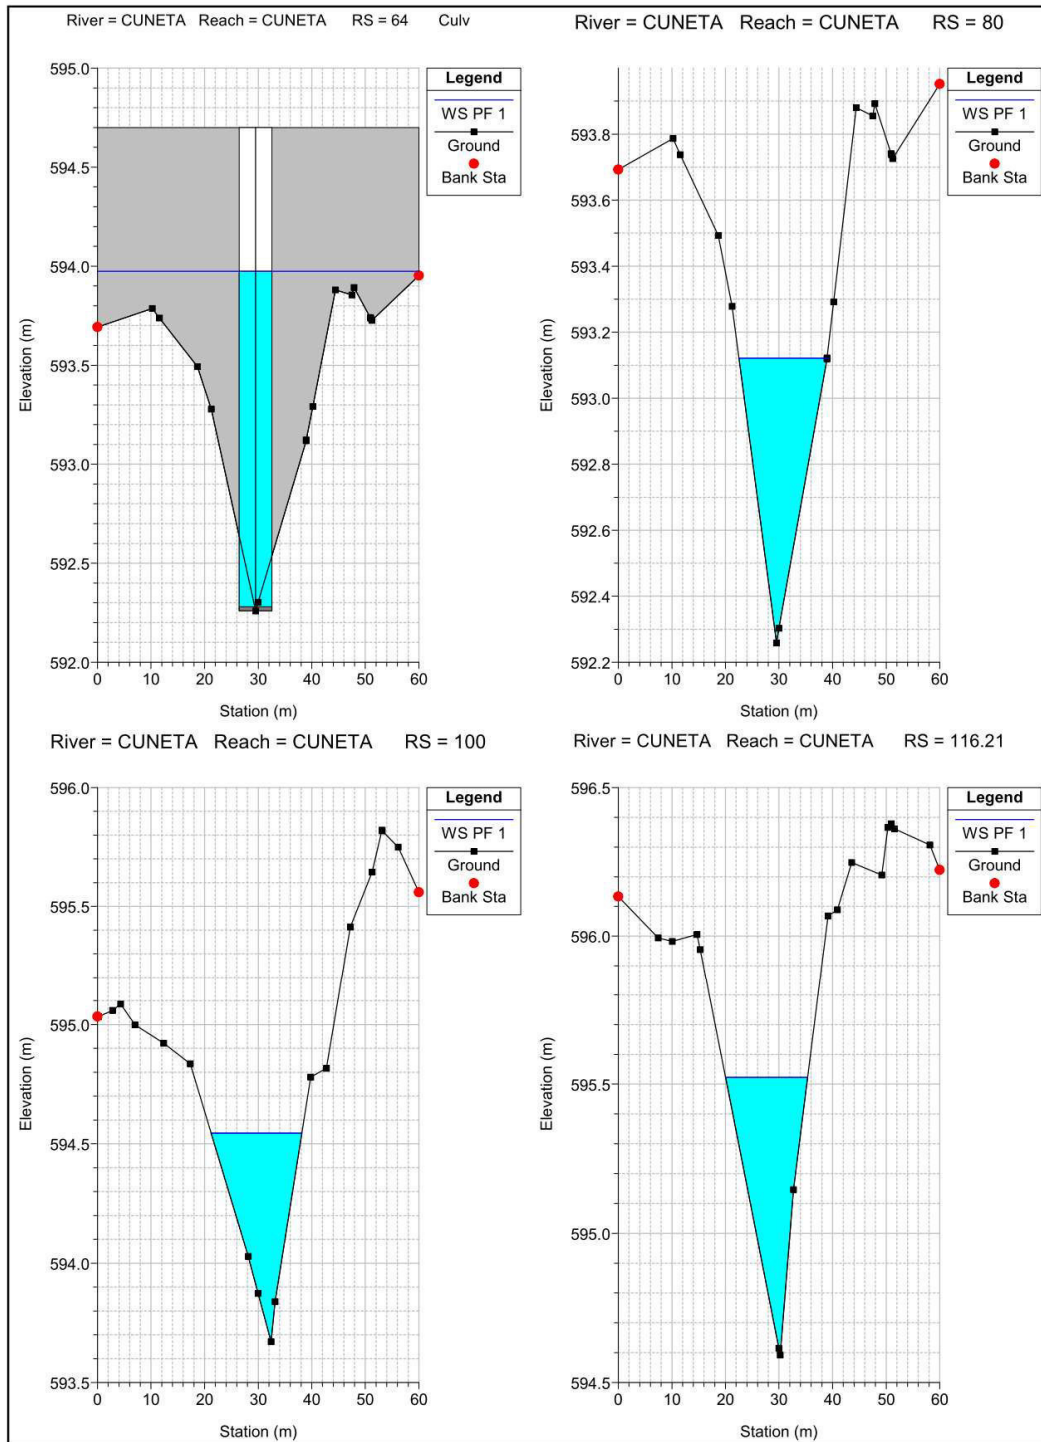 River = CUNETA Reach = CUNETA RS = 64 Culv
595.0
594.5
594.0
593.5
593.0
592.5
592.0
Elevation (m)
0 10 20 30 40 50 60
Station (m)
Legend
WS PF 1
Ground
Bank Sta
River = CUNETA Reach = CUNETA RS = 80
593.8
593.6
593.4
593.2
593.0
592.8
592.6
592.4
592.2
Elevation (m)
0 10 20 30 40 50 60
Station (m)
Legend
WS PF 1
Ground
Bank Sta
River = CUNETA Reach = CUNETA RS = 100
596.0
595.5
595.0
594.5
594.0
593.5
Elevation (m)
0 10 20 30 40 50 60
Station (m)
Legend
WS PF 1
Ground
Bank Sta
River = CUNETA Reach = CUNETA RS = 116.21
596.5
596.0
595.5
595.0
594.5
Elevation (m)
0 10 20 30 40 50 60
Station (m)
Legend
WS PF 1
Ground
Bank Sta